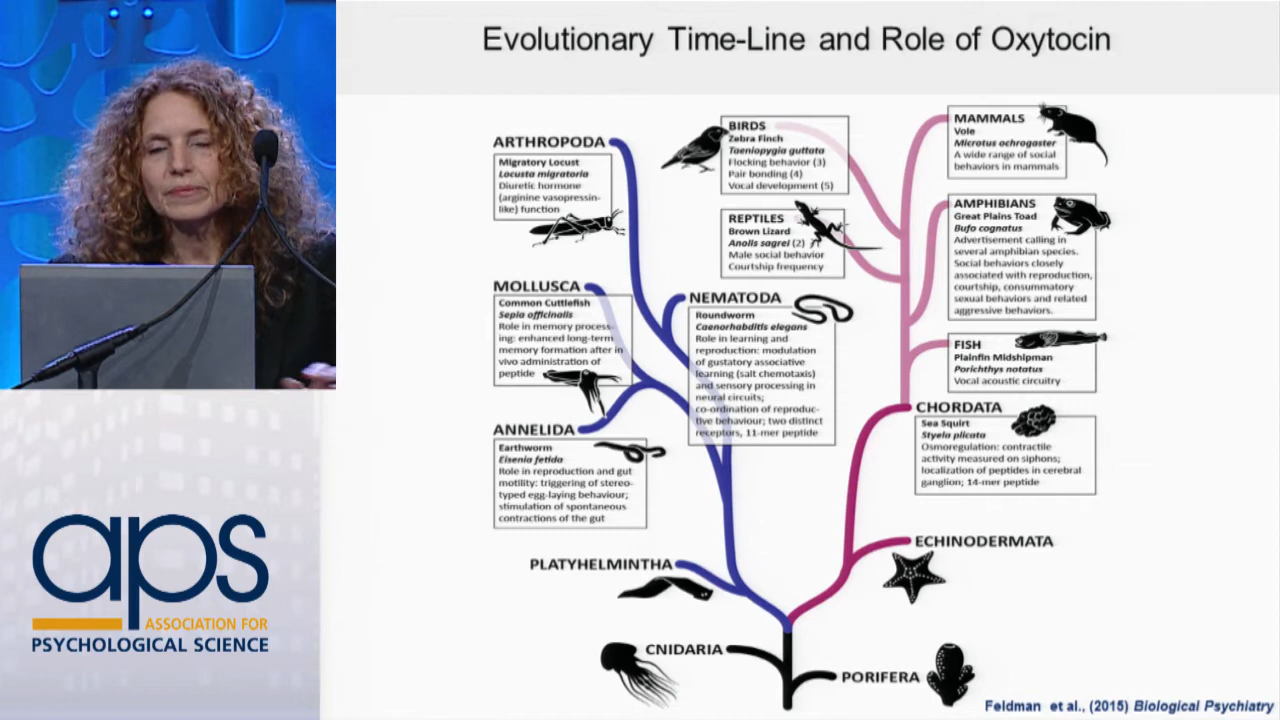 Evolutionary Time-Line and Role of Oxytocin
ARTHROPODA
Migratory Locust
Locusta migratoria
Diuretic hormone
(arginine vasopressin-
like) function
BIRDS
Zebra Finch
Taeniopygia guttata
Flocking behavior (3)
Pair bonding (4)
Vocal development (5)
MAMMALS
Vole
Microtus ochrogaster
A wide range of social
behaviors in mammals
REPTILES
Brown Lizard
Anolis sagrei (2)
Male social behavior
Courtship frequency
AMPHIBIANS
Great Plains Toad
Bufo cognatus
Advertisement calling in
several amphibian species.
Social behaviors closely
associated with reproduction,
courtship, consummatory
sexual behaviors and related
aggressive behaviors.
MOLLUSCA
Common Cuttlefish
Sepia officinalis
Role in memory process-
ing: enhanced long-term
memory formation after in
vivo administration of
peptide
NEMATODA
Roundworm
Caenorhabditis elegans
Role in learning and
reproduction: modulation
of gustatory associative
learning (salt chemotaxis)
and sensory processing in
neural circuits;
co-ordination of reproduc-
tive behaviour; two distinct
receptors, 11-mer peptide
FISH
Plainfin Midshipman
Porichthys notatus
Vocal acoustic circuitry
CHORDATA
Sea Squirt
Styela plicata
Osmoregulation: contractile
activity measured on siphons;
localization of peptides in cerebral
ganglion; 14-mer peptide
ANNELIDA
Earthworm
Eisenia fetida
Role in reproduction and gut
motility: triggering of stereo-
typed egg-laying behaviour;
stimulation of spontaneous
contractions of the gut
ECHINODERMATA
PLATYHELMINTHA
CNIDARIA
PORIFERA
aps
ASSOCIATION FOR
PSYCHOLOGICAL SCIENCE
Feldman et al., (2015) Biological Psychiatry